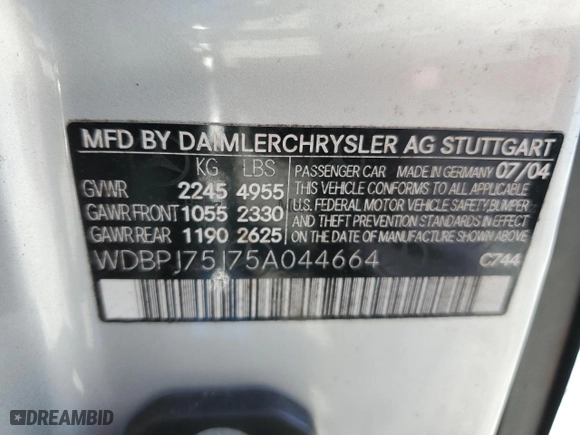 MFD BY DAIMLERCHRYSLER AG STUTTGART
KG LBS PASSENGER CAR MADE IN GERMANY 07/04
GVWR 2245 4955 THIS VEHICLE CONFORMS TO ALL APPLICABLE
GAWR FRONT 1055 2330 U.S. FEDERAL MOTOR VEHICLE SAFETY, BUMPER
AND THEFT PREVENTION STANDARDS IN EFFECT
GAWR REAR 1190 2625 ON THE DATE OF MANUFACTURE SHOWN ABOVE
WDBPJ75J75A044664 C744
DREAMBID